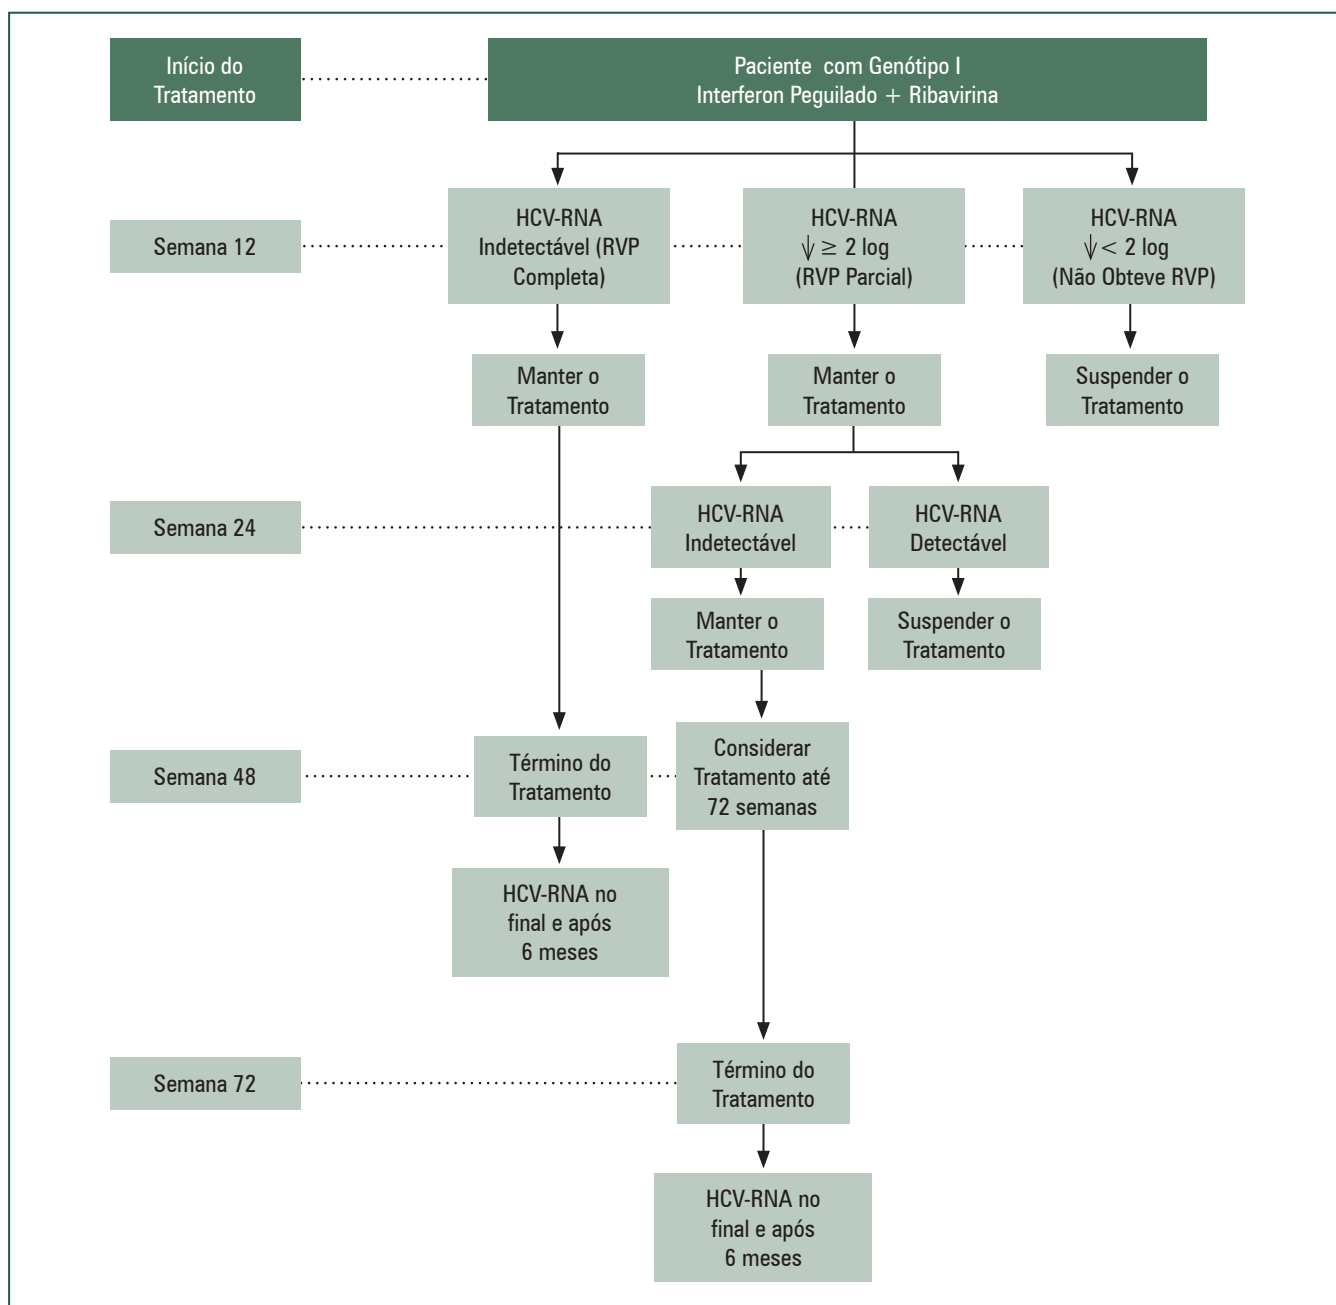 Início do
Tratamento
Paciente com Genótipo I
Interferon Peguilado + Ribavirina
Semana 12
HCV-RNA
Indetectável (RVP
Completa)
HCV-RNA
↓ ≥ 2 log
(RVP Parcial)
HCV-RNA
↓ < 2 log
(Não Obteve RVP)
Manter o
Tratamento
Manter o
Tratamento
Suspender o
Tratamento
Semana 24
HCV-RNA
Indetectável
HCV-RNA
Detectável
Manter o
Tratamento
Suspender o
Tratamento
Semana 48
Término do
Tratamento
Considerar
Tratamento até
72 semanas
HCV-RNA no
final e após
6 meses
Semana 72
Término do
Tratamento
HCV-RNA no
final e após
6 meses